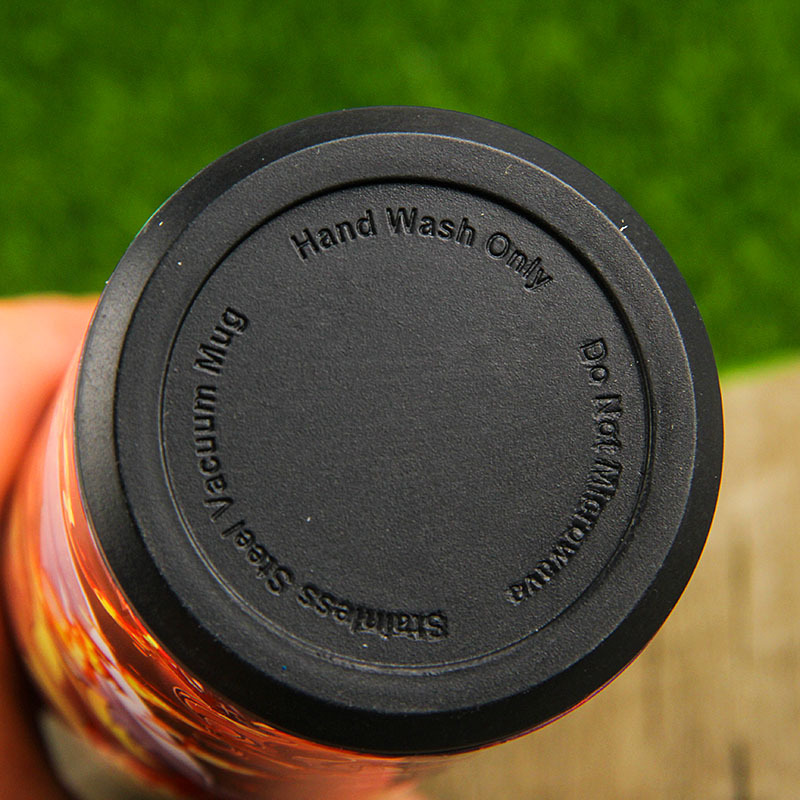 Hand Wash Only
Do Not Microwave
Stainless Steel Vacuum Mug